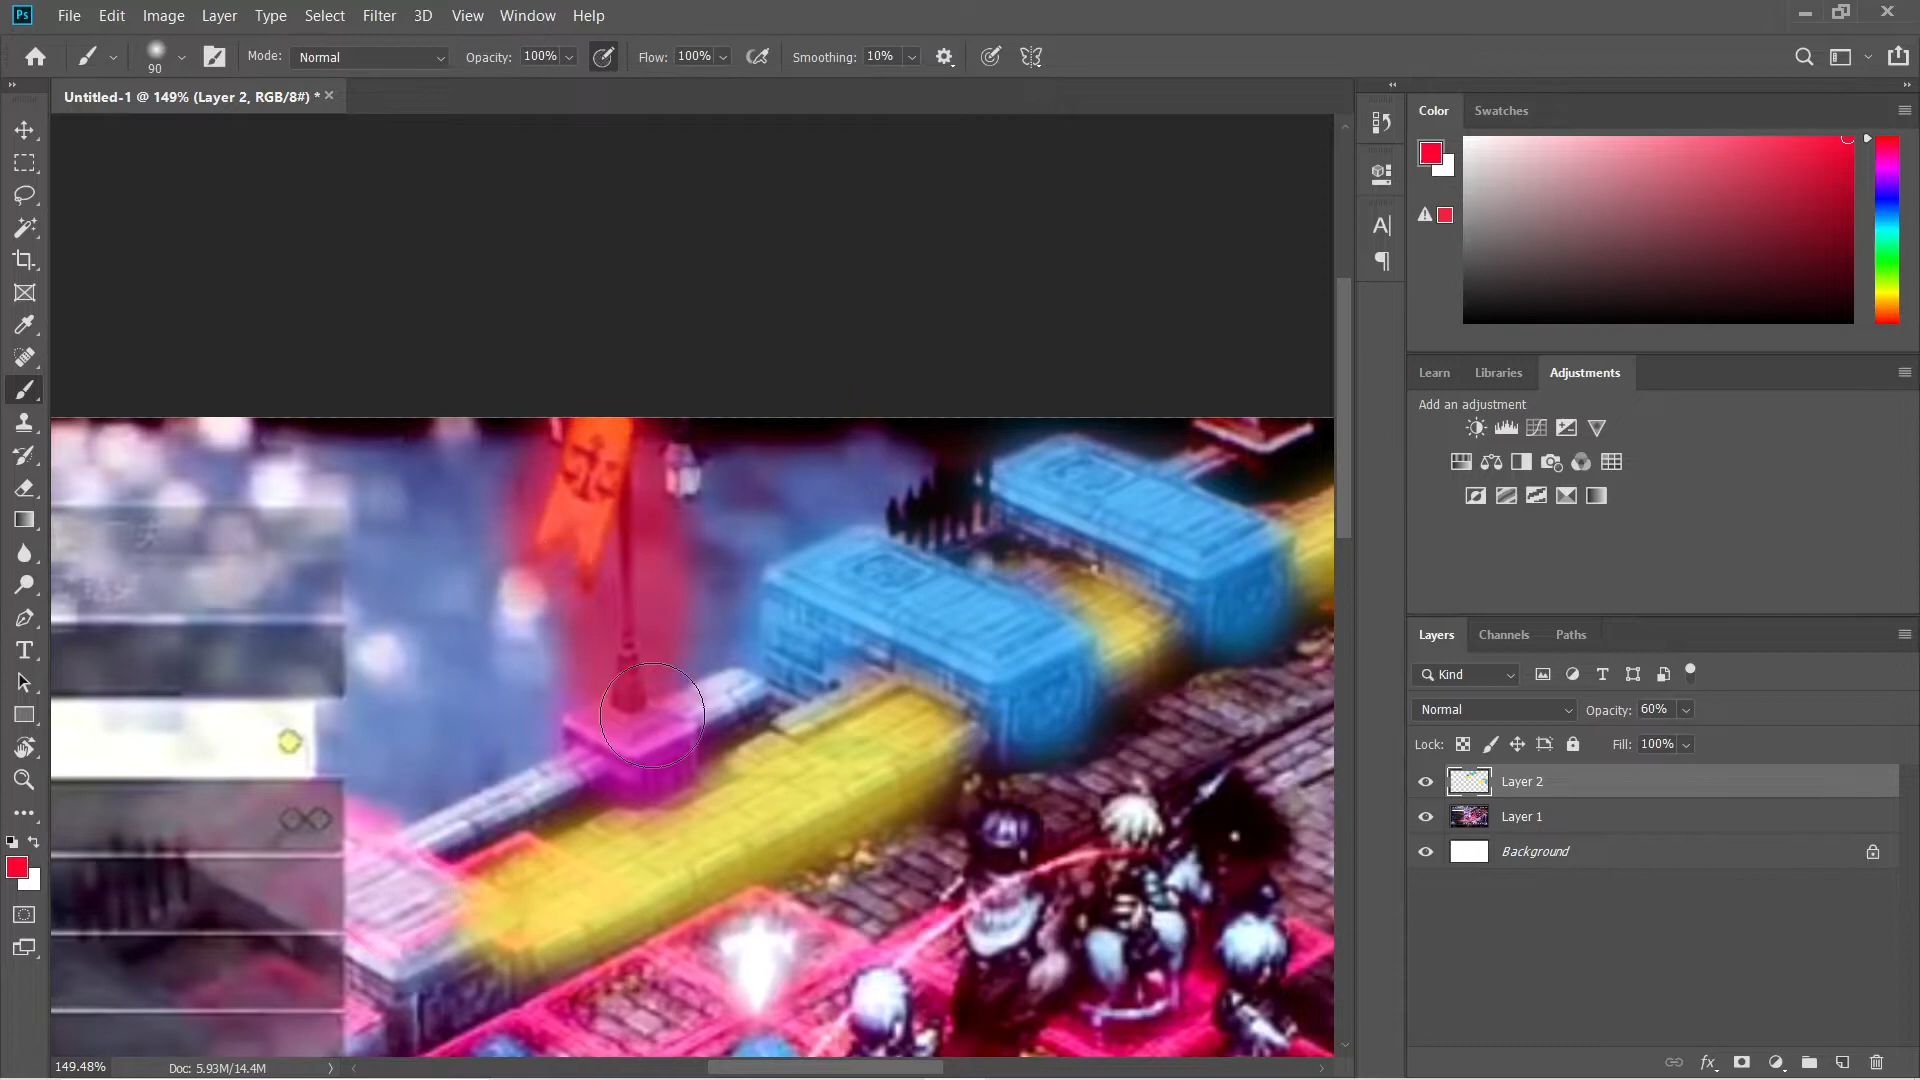 Ps File Edit Image Layer Type Select Filter 3D View Window Help
90 Mode: Normal Opacity: 100% Flow: 100% Smoothing: 10%
Untitled-1 @ 149% (Layer 2, RGB/8#) *
Color Swatches
Learn Libraries Adjustments
Add an adjustment
Layers Channels Paths
Kind
Normal Opacity: 60%
Lock: Fill: 100%
Layer 2
Layer 1
Background
149.48% Doc: 5.93M/14.4M